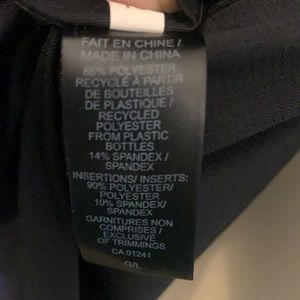 FAIT EN CHINE /
MADE IN CHINA
86% POLYESTER
RECYCLÉ À PARTIR
DE BOUTEILLES
DE PLASTIQUE /
RECYCLED
POLYESTER
FROM PLASTIC
BOTTLES
14% SPANDEX/
SPANDEX
INSERTIONS/ INSERTS:
90% POLYESTER/
POLYESTER
10% SPANDEX/
SPANDEX
GARNITURES NON
COMPRISES /
EXCLUSIVE
OF TRIMMINGS
CA 01241
G/L